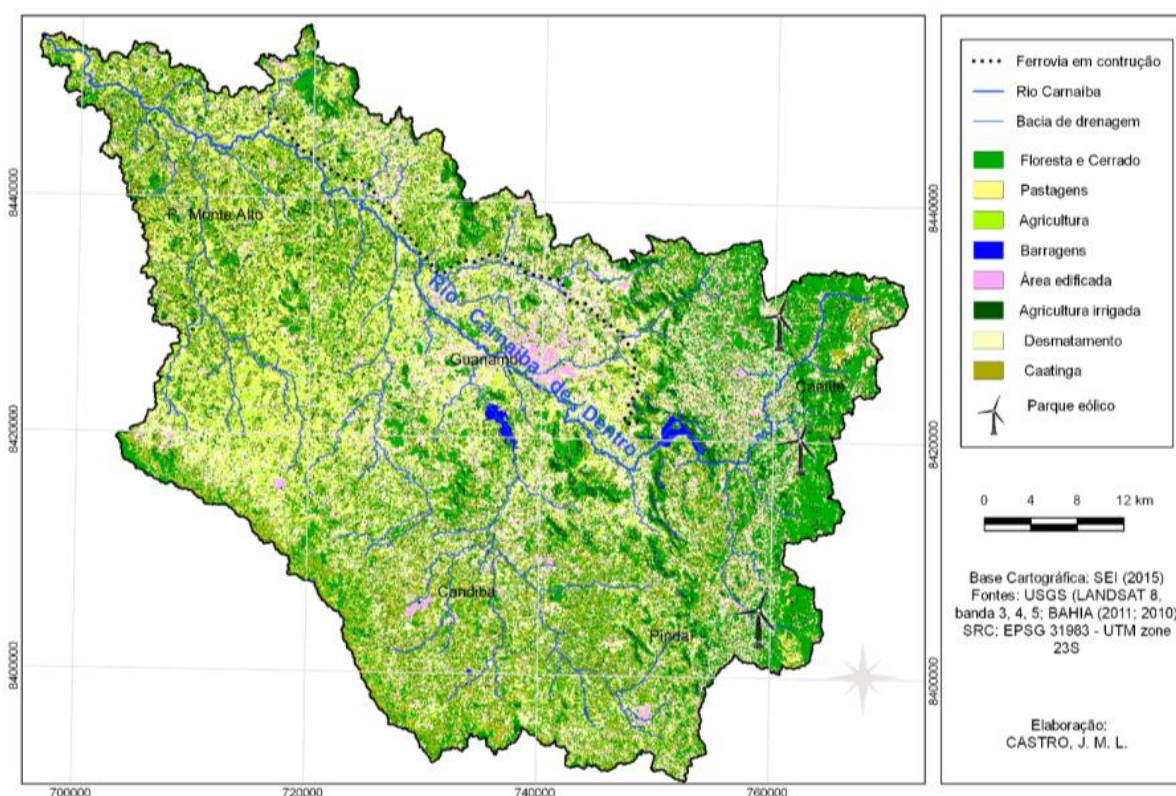 P. Monte Alto
Rio Carnaiba de Dentro
Guanambi
Caetité
Candiba
Pindaí
8440000
8420000
8400000
8440000
8420000
8400000
700000
720000
740000
760000
Ferrovia em contrução
Rio Carnaiba
Bacia de drenagem
Floresta e Cerrado
Pastagens
Agricultura
Barragens
Área edificada
Agricultura irrigada
Desmatamento
Caatinga
Parque eólico
0 4 8 12 km
Base Cartográfica: SEI (2015)
Fontes: USGS (LANDSAT 8,
banda 3, 4, 5; BAHIA (2011; 2010)
SRC: EPSG 31983 - UTM zone
23S
Elaboração:
CASTRO, J. M. L.